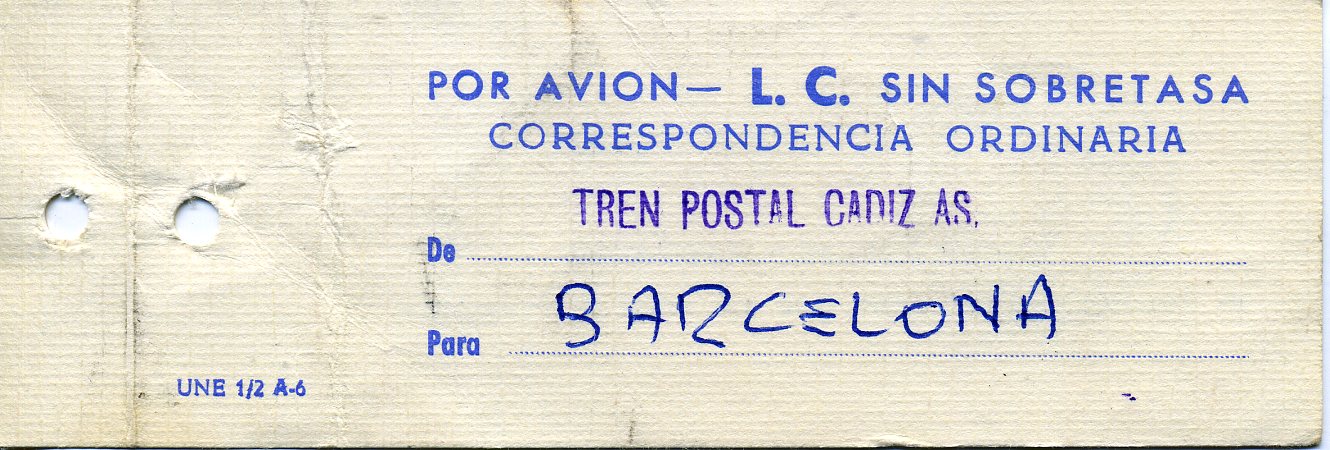 POR AVION— L. C. SIN SOBRETASA
CORRESPONDENCIA ORDINARIA
TREN POSTAL CADIZ AS.
De
BARCELONA
Para
UNE 1/2 A-6